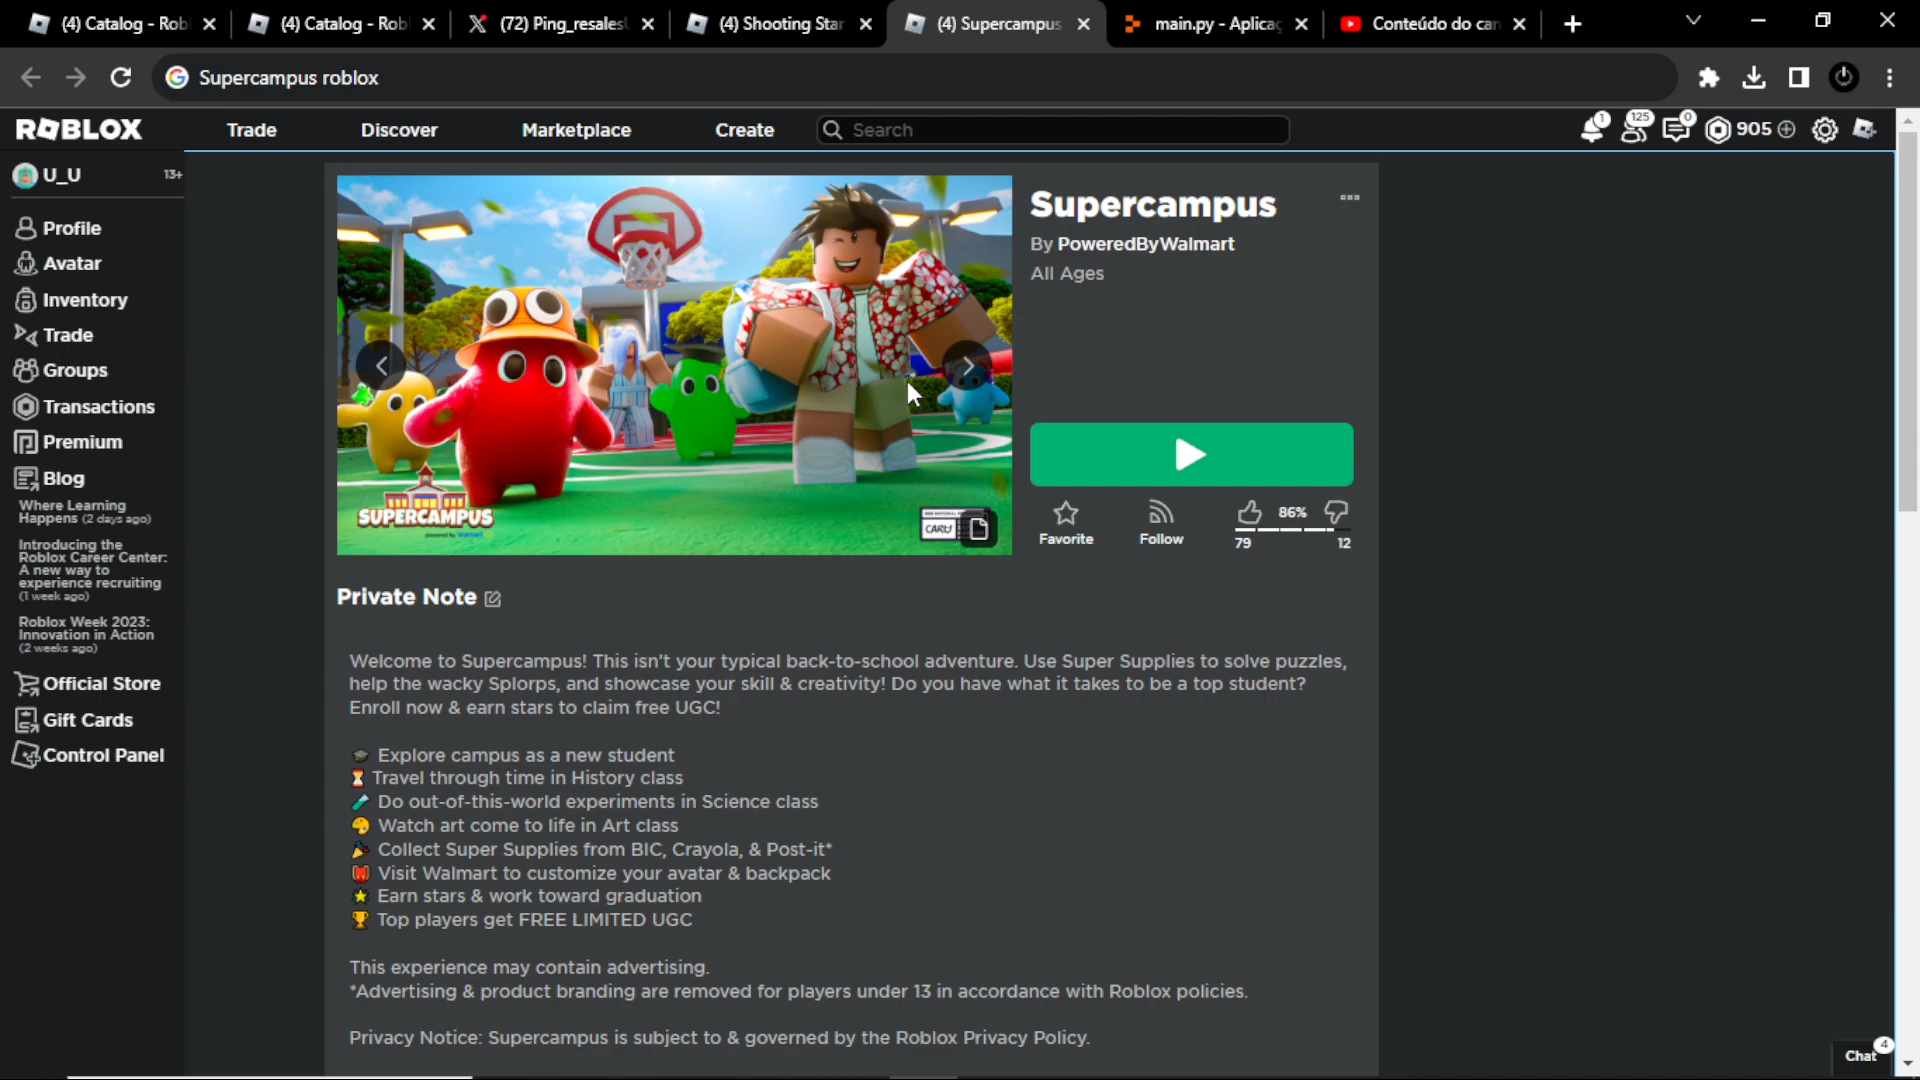 (4) Catalog - Rob
(4) Catalog - Rob
(72) Ping_resales
(4) Shooting Star
(4) Supercampus
main.py - Aplicaç
Conteúdo do can
Supercampus roblox
ROBLOX
Trade
Discover
Marketplace
Create
Search
1
125
0
905
U_U
13+
Profile
Avatar
Inventory
Trade
Groups
Transactions
Premium
Blog
Where Learning
Happens (2 days ago)
Introducing the
Roblox Career Center:
A new way to
experience recruiting
(1 week ago)
Roblox Week 2023:
Innovation in Action
(2 weeks ago)
Official Store
Gift Cards
Control Panel
SUPERCAMPUS
powered by Walmart
CARU
Supercampus
By PoweredByWalmart
All Ages
Favorite
Follow
86%
79
12
Private Note
Welcome to Supercampus! This isn't your typical back-to-school adventure. Use Super Supplies to solve puzzles,
help the wacky Splorps, and showcase your skill & creativity! Do you have what it takes to be a top student?
Enroll now & earn stars to claim free UGC!
🎓 Explore campus as a new student
⏳ Travel through time in History class
🧪 Do out-of-this-world experiments in Science class
🎨 Watch art come to life in Art class
🎉 Collect Super Supplies from BIC, Crayola, & Post-it*
🎒 Visit Walmart to customize your avatar & backpack
🌟 Earn stars & work toward graduation
🏆 Top players get FREE LIMITED UGC
This experience may contain advertising.
*Advertising & product branding are removed for players under 13 in accordance with Roblox policies.
Privacy Notice: Supercampus is subject to & governed by the Roblox Privacy Policy.
Chat
4